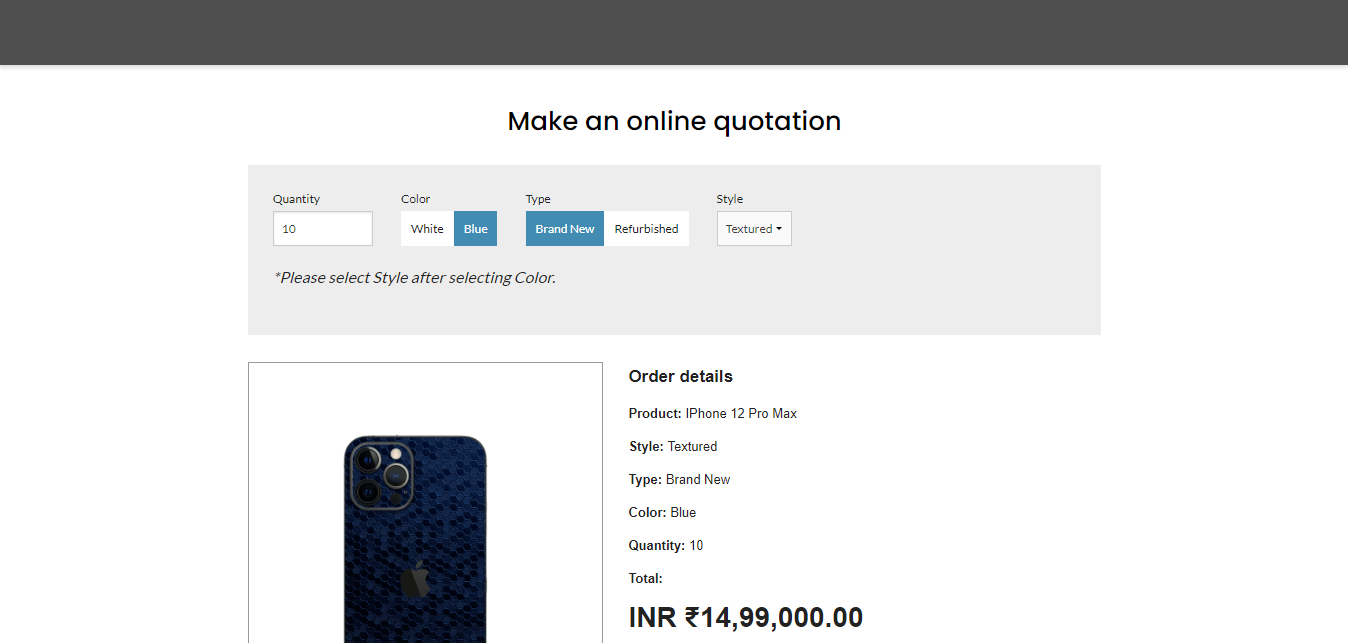 Make an online quotation
Quantity
Color
Type
Style
10
White
Blue
Brand New
Refurbished
Textured
*Please select Style after selecting Color.
Order details
Product: IPhone 12 Pro Max
Style: Textured
Type: Brand New
Color: Blue
Quantity: 10
Total:
INR ₹14,99,000.00